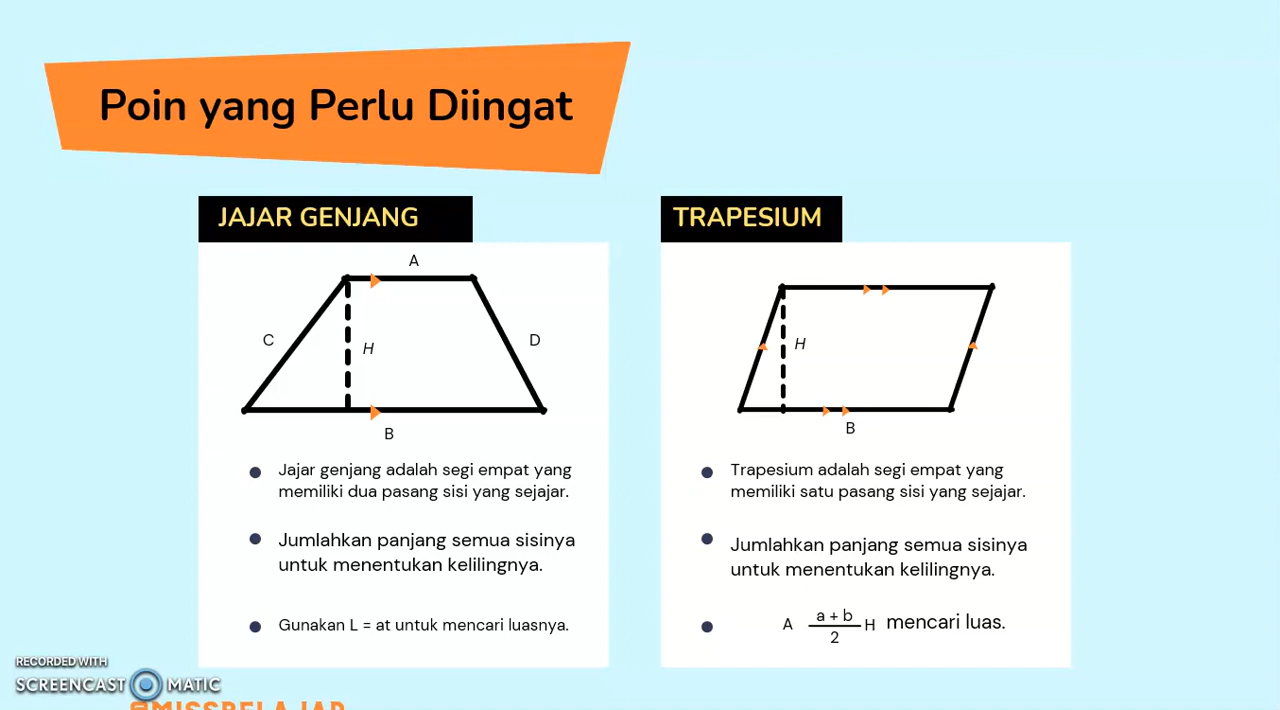 Poin yang Perlu Diingat
JAJAR GENJANG
A
C
H
D
B
Jajar genjang adalah segi empat yang
memiliki dua pasang sisi yang sejajar.
Jumlahkan panjang semua sisinya
untuk menentukan kelilingnya.
Gunakan L = at untuk mencari luasnya.
TRAPESIUM
H
B
Trapesium adalah segi empat yang
memiliki satu pasang sisi yang sejajar.
Jumlahkan panjang semua sisinya
untuk menentukan kelilingnya.
A a + b / 2 H mencari luas.
RECORDED WITH
SCREENCAST MATIC
@MISSBELAJAR